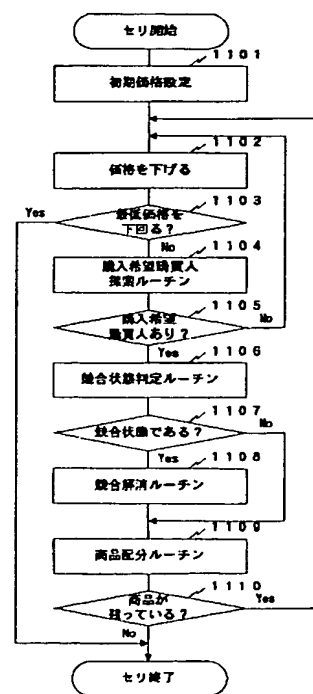 セリ開始
1101
初期価格設定
1102
価格を下げる
1103
Yes
最低価格を
下回る？
No
1104
購入希望購買人
探索ルーチン
1105
購入希望
購買人あり？
No
Yes
1106
競合状態判定ルーチン
1107
競合状態である？
No
Yes
1108
競合解消ルーチン
1109
商品配分ルーチン
1110
商品が
残っている？
Yes
No
セリ終了